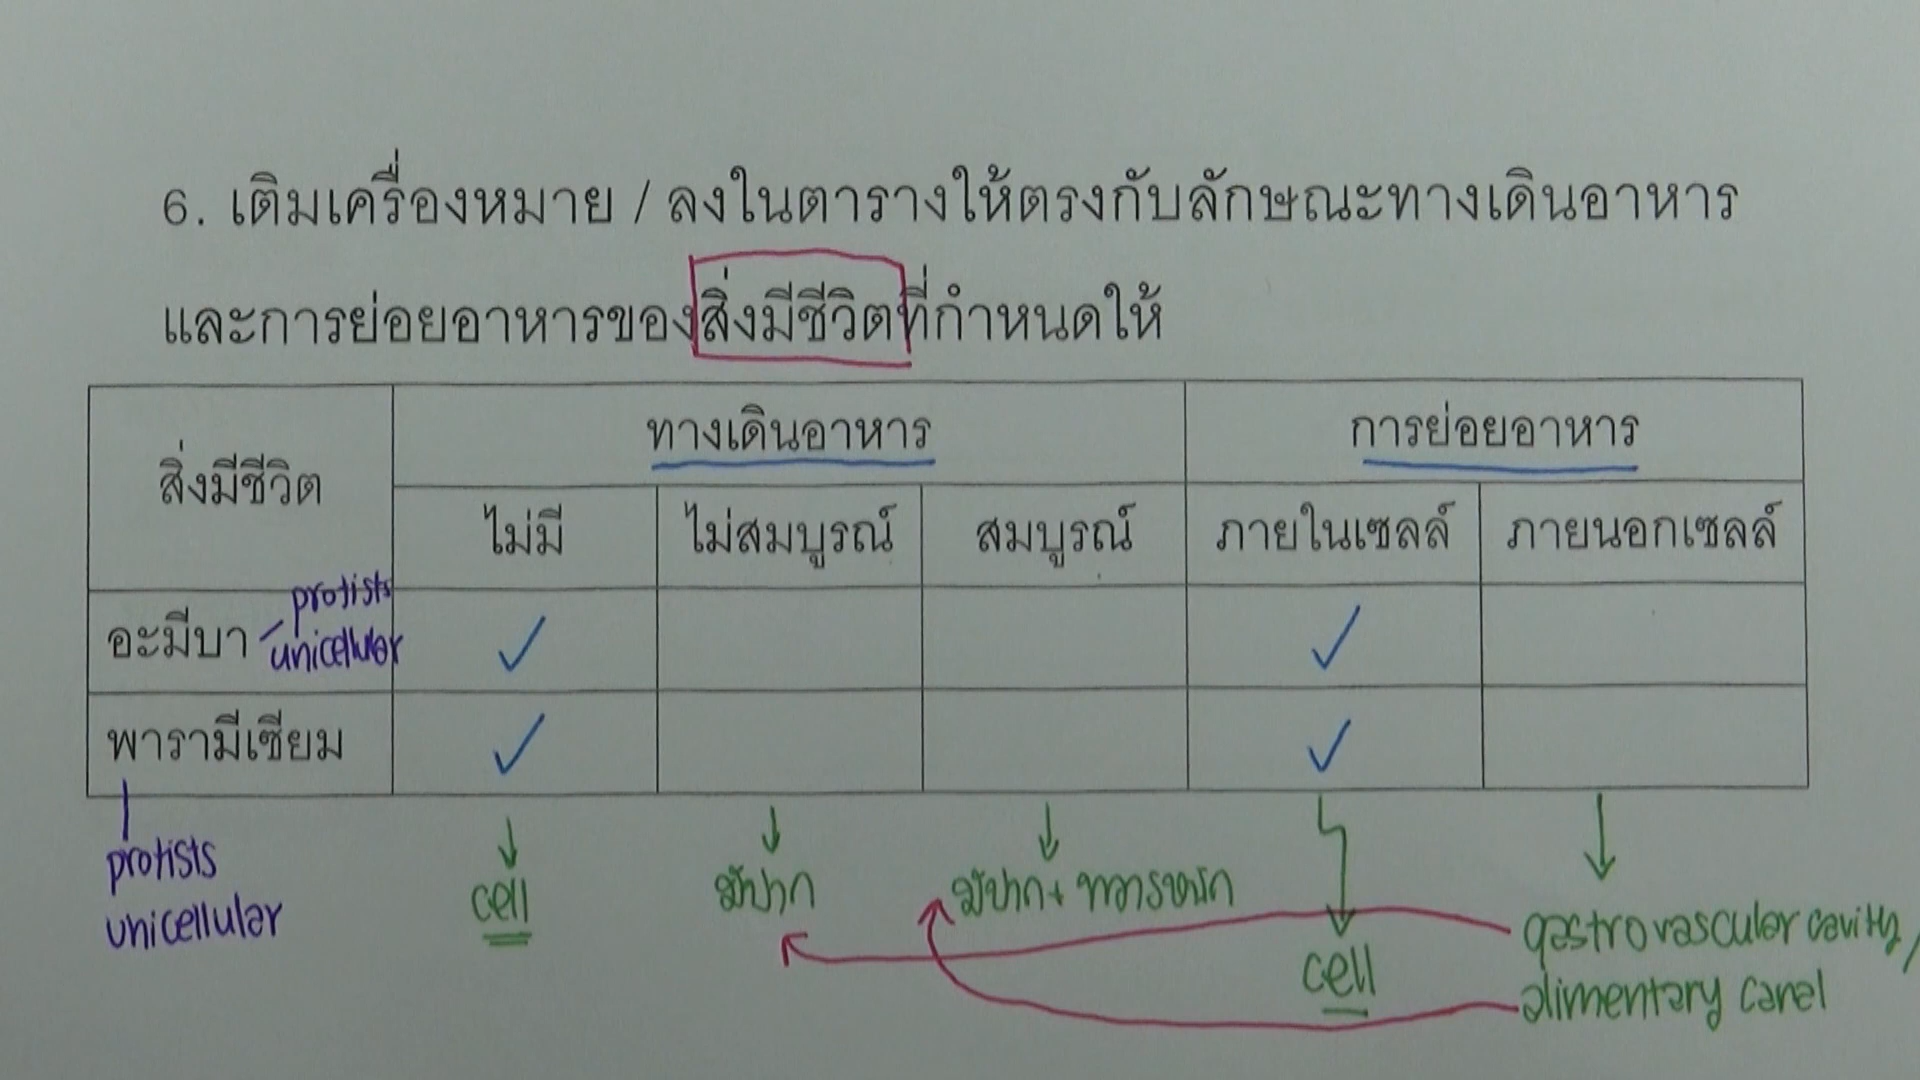 6. เติมเครื่องหมาย / ลงในตารางให้ตรงกับลักษณะทางเดินอาหาร
และการย่อยอาหารของสิ่งมีชีวิตที่กำหนดให้
สิ่งมีชีวิต
ทางเดินอาหาร
การย่อยอาหาร
ไม่มี
ไม่สมบูรณ์
สมบูรณ์
ภายในเซลล์
ภายนอกเซลล์
อะมีบา
protists
unicellular
✓
✓
พารามีเซียม
✓
✓
protists
unicellular
cell
มีปาก
มีปาก+ ทวารหนัก
cell
gastrovascular cavity/
alimentary canal